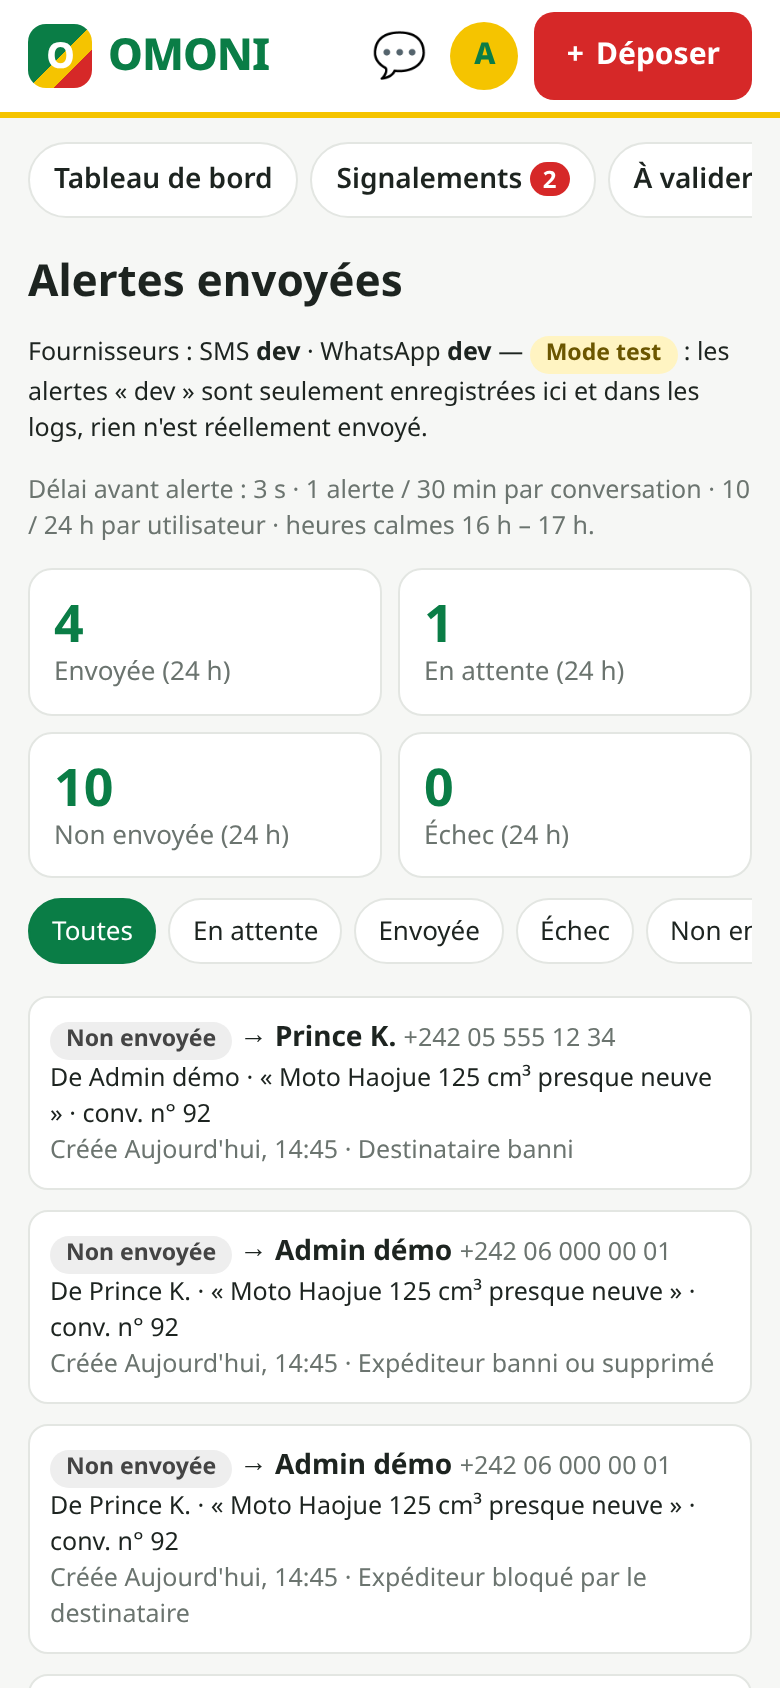 O OMONI 💬 A + Déposer
Tableau de bord Signalements 2 À valider
Alertes envoyées
Fournisseurs : SMS dev · WhatsApp dev — Mode test : les
alertes « dev » sont seulement enregistrées ici et dans les
logs, rien n'est réellement envoyé.
Délai avant alerte : 3 s · 1 alerte / 30 min par conversation · 10
/ 24 h par utilisateur · heures calmes 16 h – 17 h.
4
Envoyée (24 h)
1
En attente (24 h)
10
Non envoyée (24 h)
0
Échec (24 h)
Toutes En attente Envoyée Échec Non
Non envoyée → Prince K. +242 05 555 12 34
De Admin démo · « Moto Haojue 125 cm³ presque neuve
» · conv. n° 92
Créée Aujourd'hui, 14:45 · Destinataire banni
Non envoyée → Admin démo +242 06 000 00 01
De Prince K. · « Moto Haojue 125 cm³ presque neuve » ·
conv. n° 92
Créée Aujourd'hui, 14:45 · Expéditeur banni ou supprimé
Non envoyée → Admin démo +242 06 000 00 01
De Prince K. · « Moto Haojue 125 cm³ presque neuve » ·
conv. n° 92
Créée Aujourd'hui, 14:45 · Expéditeur bloqué par le
destinataire